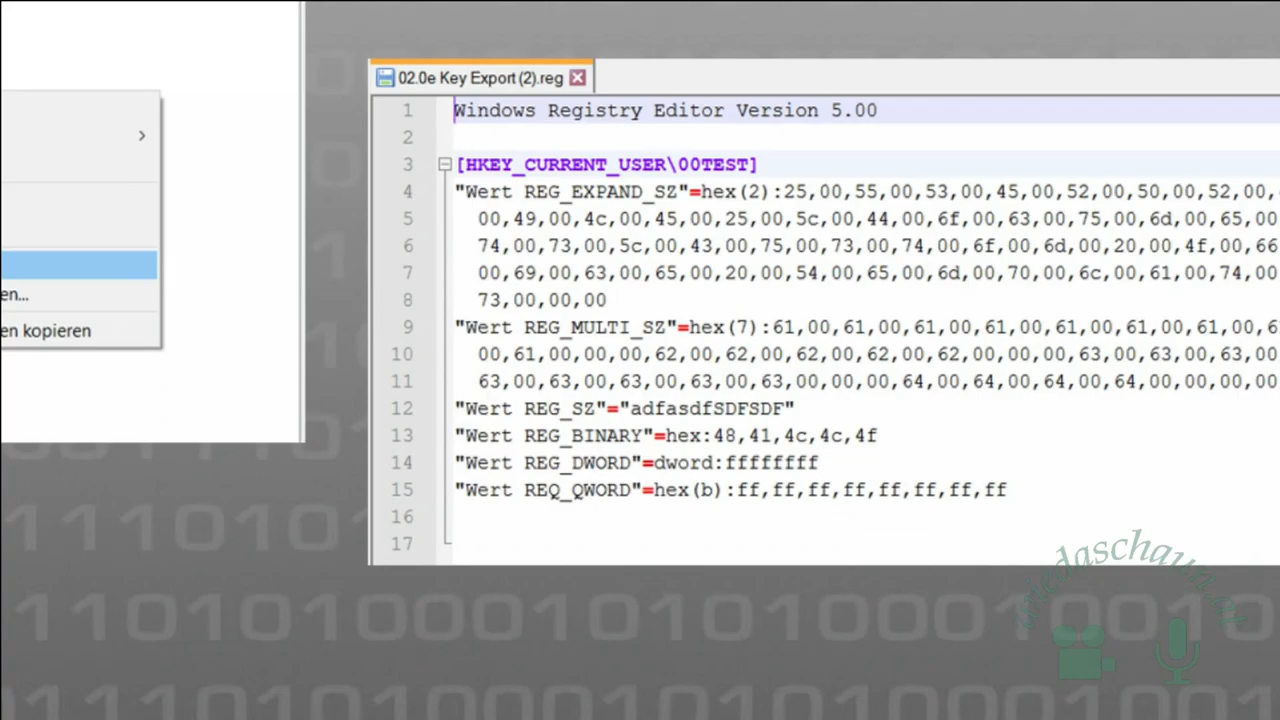 en...
en kopieren
02.0e Key Export (2).reg
1 Windows Registry Editor Version 5.00
2
3 [HKEY_CURRENT_USER\00TEST]
4 "Wert REG_EXPAND_SZ"=hex(2):25,00,55,00,53,00,45,00,52,00,50,00,52,00,
5 00,49,00,4c,00,45,00,25,00,5c,00,44,00,6f,00,63,00,75,00,6d,00,65,00
6 74,00,73,00,5c,00,43,00,75,00,73,00,74,00,6f,00,6d,00,20,00,4f,00,66
7 00,69,00,63,00,65,00,20,00,54,00,65,00,6d,00,70,00,6c,00,61,00,74,00
8 73,00,00,00
9 "Wert REG_MULTI_SZ"=hex(7):61,00,61,00,61,00,61,00,61,00,61,00,61,00,6
10 00,61,00,00,00,62,00,62,00,62,00,62,00,62,00,00,00,63,00,63,00,63,00
11 63,00,63,00,63,00,63,00,63,00,00,00,64,00,64,00,64,00,64,00,00,00,00
12 "Wert REG_SZ"="adfasdfSDFSDF"
13 "Wert REG_BINARY"=hex:48,41,4c,4c,4f
14 "Wert REG_DWORD"=dword:ffffffff
15 "Wert REQ_QWORD"=hex(b):ff,ff,ff,ff,ff,ff,ff,ff
16
17